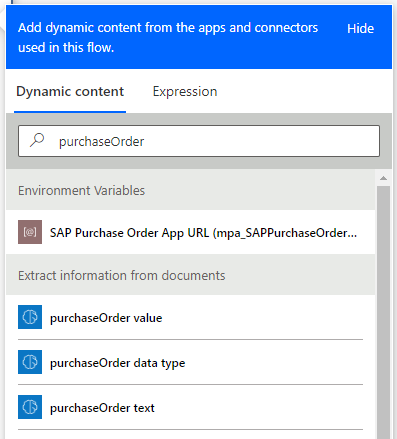 Add dynamic content from the apps and connectors
used in this flow.
Hide
Dynamic content
Expression
purchaseOrder
Environment Variables
[@] SAP Purchase Order App URL (mpa_SAPPurchaseOrder...
Extract information from documents
purchaseOrder value
purchaseOrder data type
purchaseOrder text